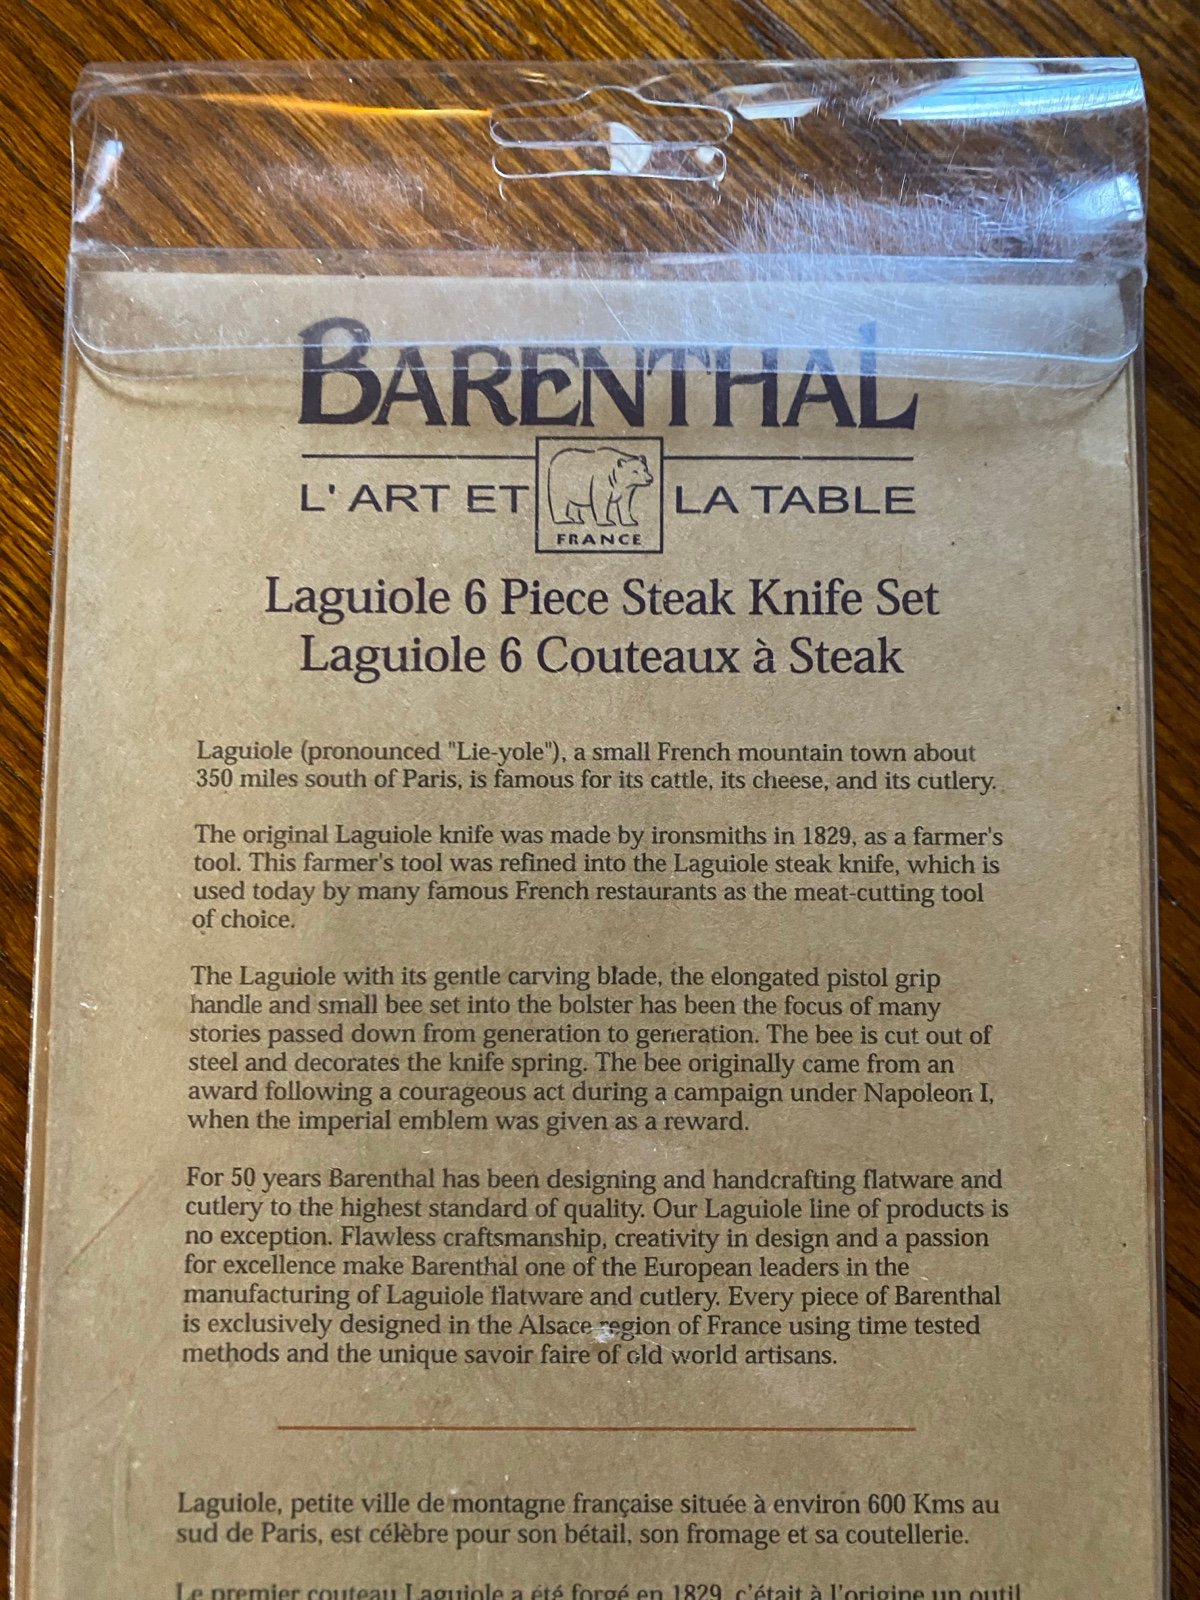 BARENTHAL
L' ART ET LA TABLE
FRANCE
Laguiole 6 Piece Steak Knife Set
Laguiole 6 Couteaux à Steak
Laguiole (pronounced "Lie-yole"), a small French mountain town about
350 miles south of Paris, is famous for its cattle, its cheese, and its cutlery.
The original Laguiole knife was made by ironsmiths in 1829, as a farmer's
tool. This farmer's tool was refined into the Laguiole steak knife, which is
used today by many famous French restaurants as the meat-cutting tool
of choice.
The Laguiole with its gentle carving blade, the elongated pistol grip
handle and small bee set into the bolster has been the focus of many
stories passed down from generation to generation. The bee is cut out of
steel and decorates the knife spring. The bee originally came from an
award following a courageous act during a campaign under Napoleon I,
when the imperial emblem was given as a reward.
For 50 years Barenthal has been designing and handcrafting flatware and
cutlery to the highest standard of quality. Our Laguiole line of products is
no exception. Flawless craftsmanship, creativity in design and a passion
for excellence make Barenthal one of the European leaders in the
manufacturing of Laguiole flatware and cutlery. Every piece of Barenthal
is exclusively designed in the Alsace region of France using time tested
methods and the unique savoir faire of old world artisans.
Laguiole, petite ville de montagne française située à environ 600 Kms au
sud de Paris, est célèbre pour son bétail, son fromage et sa coutellerie.
Le premier couteau Laguiole a été forgé en 1829, c'était à l'origine un outil